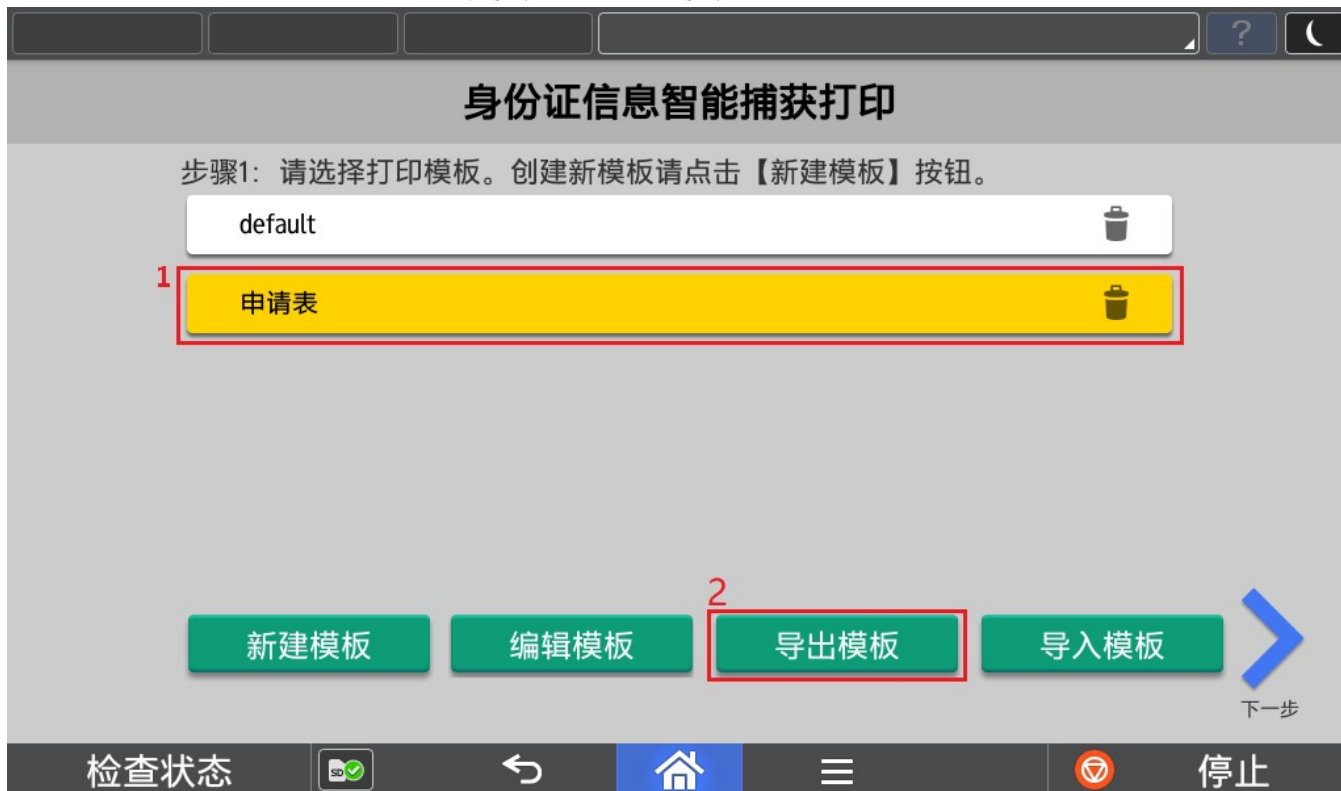 ?
身份证信息智能捕获打印
步骤1：请选择打印模板。创建新模板请点击【新建模板】按钮。
default
1
申请表
2
新建模板 编辑模板 导出模板 导入模板
下一步
检查状态 SD 停止